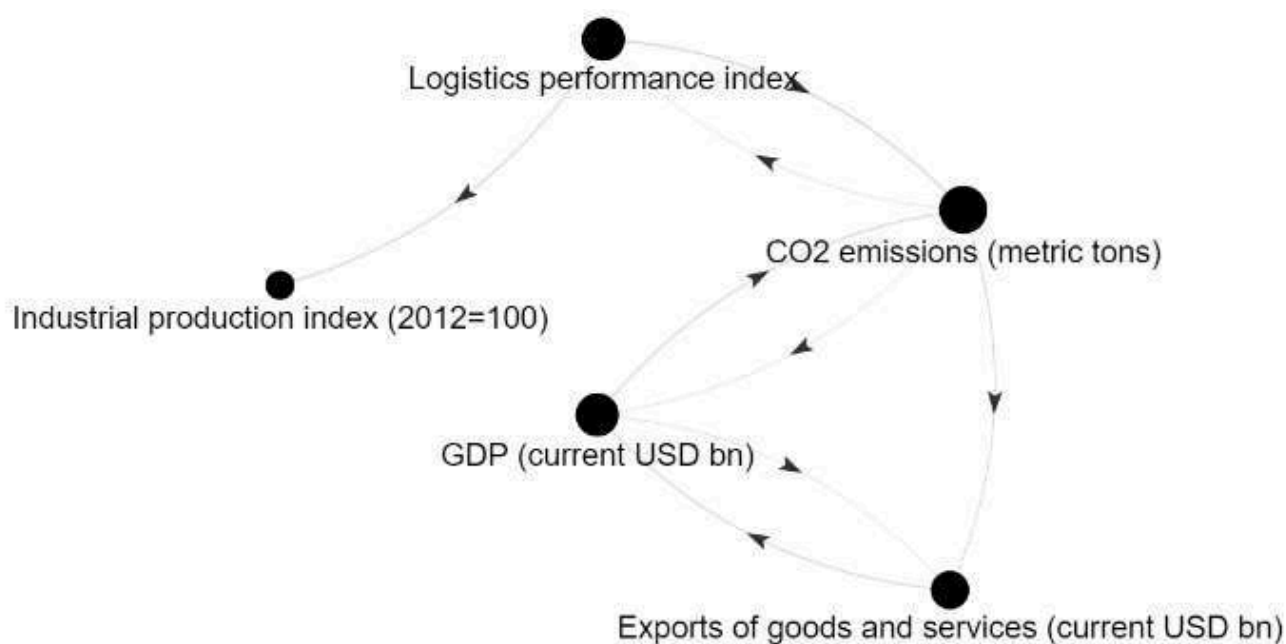 Logistics performance index
CO2 emissions (metric tons)
Industrial production index (2012=100)
GDP (current USD bn)
Exports of goods and services (current USD bn)